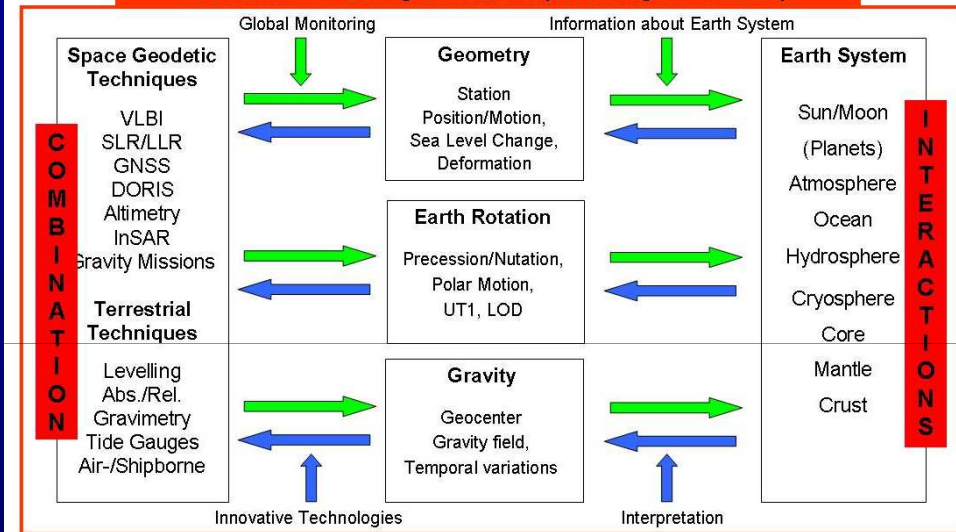 Global Monitoring
Information about Earth System
Space Geodetic
Techniques
VLBI
SLR/LLR
GNSS
DORIS
Altimetry
InSAR
Gravity Missions
Terrestrial
Techniques
Levelling
Abs./Rel.
Gravimetry
Tide Gauges
Air-/Shipborne
COMBINATION
Geometry
Station
Position/Motion,
Sea Level Change,
Deformation
Earth Rotation
Precession/Nutation,
Polar Motion,
UT1, LOD
Gravity
Geocenter
Gravity field,
Temporal variations
Earth System
Sun/Moon
(Planets)
Atmosphere
Ocean
Hydrosphere
Cryosphere
Core
Mantle
Crust
INTERACTIONS
Innovative Technologies
Interpretation